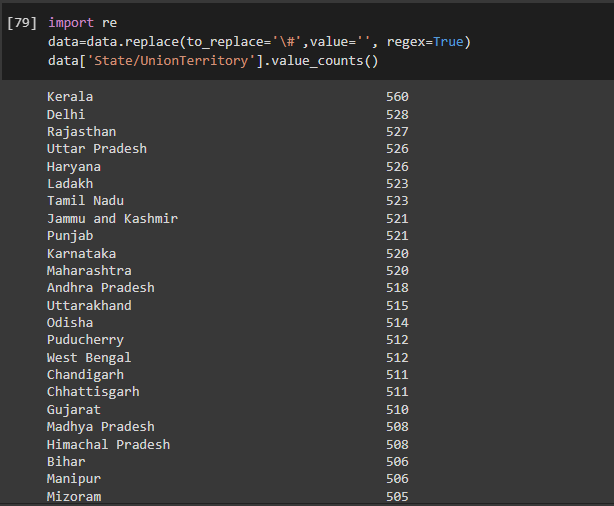 [79] import re
data=data.replace(to_replace='\#',value='', regex=True)
data['State/UnionTerritory'].value_counts()
Kerala 560
Delhi 528
Rajasthan 527
Uttar Pradesh 526
Haryana 526
Ladakh 523
Tamil Nadu 523
Jammu and Kashmir 521
Punjab 521
Karnataka 520
Maharashtra 520
Andhra Pradesh 518
Uttarakhand 515
Odisha 514
Puducherry 512
West Bengal 512
Chandigarh 511
Chhattisgarh 511
Gujarat 510
Madhya Pradesh 508
Himachal Pradesh 508
Bihar 506
Manipur 506
Mizoram 505